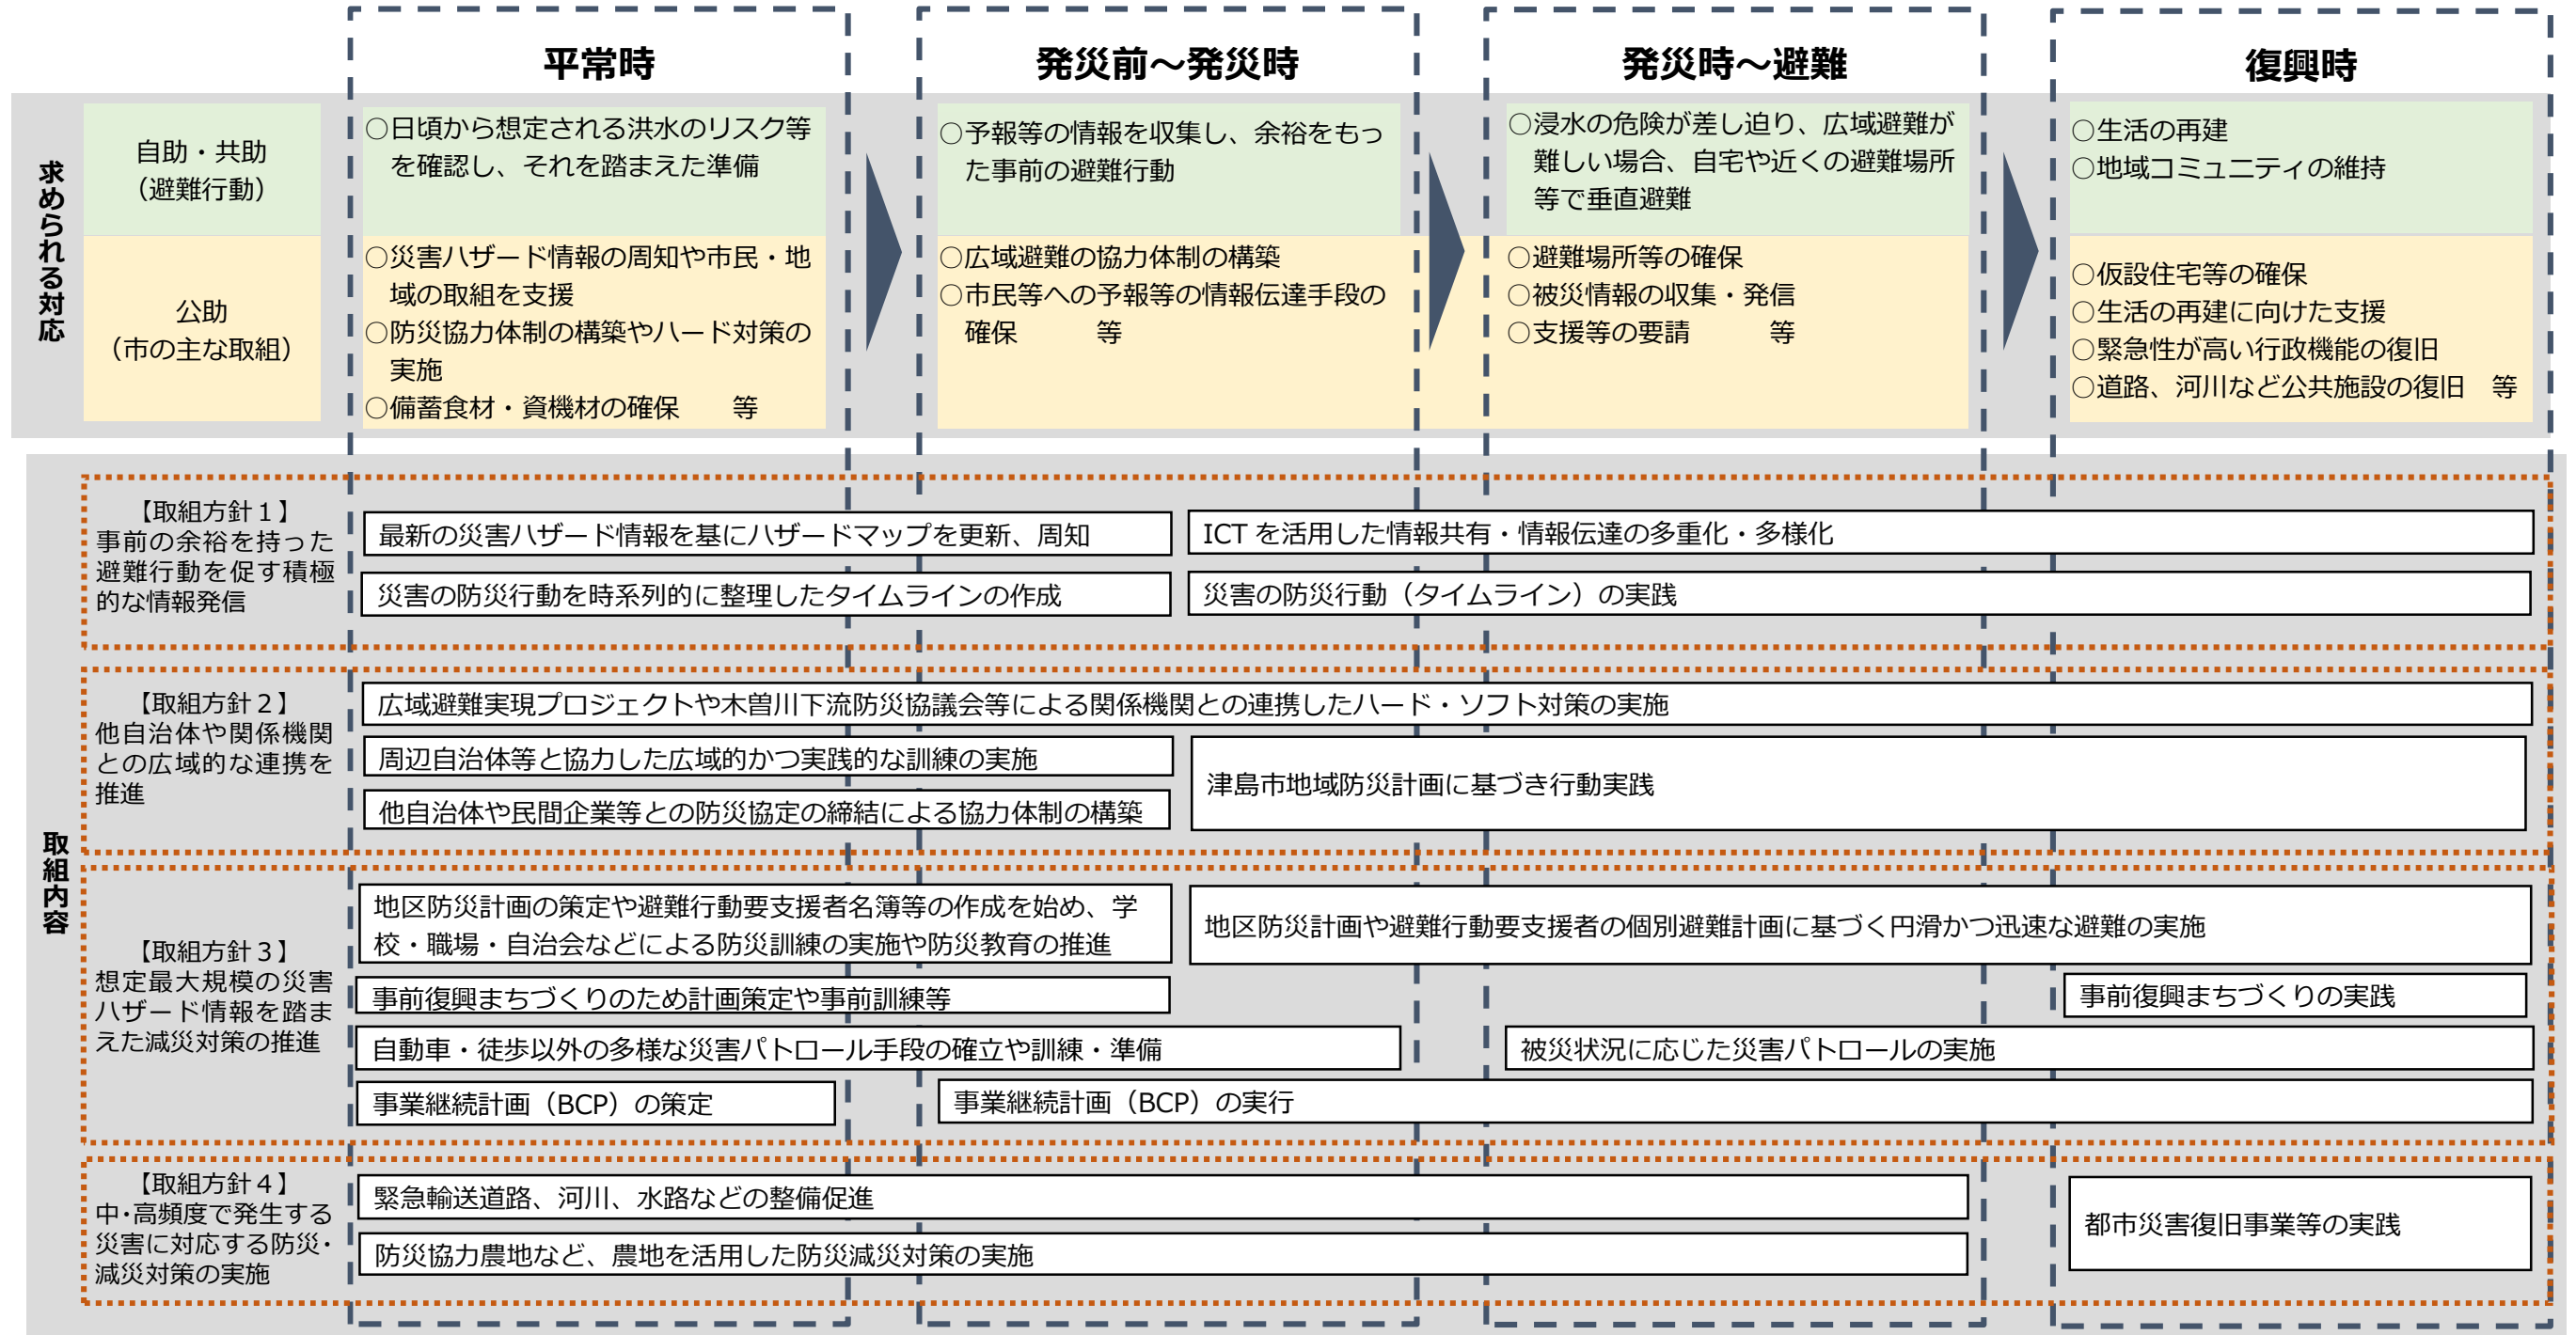 平常時
発災前～発災時
発災時～避難
復興時
求められる対応
自助・共助
（避難行動）
○日頃から想定される洪水のリスク等
を確認し、それを踏まえた準備
○予報等の情報を収集し、余裕をもっ
た事前の避難行動
○浸水の危険が差し迫り、広域避難が
難しい場合、自宅や近くの避難場所
等で垂直避難
○生活の再建
○地域コミュニティの維持
公助
（市の主な取組）
○災害ハザード情報の周知や市民・地
域の取組を支援
○防災協力体制の構築やハード対策の
実施
○備蓄食材・資機材の確保　　等
○広域避難の協力体制の構築
○市民等への予報等の情報伝達手段の
確保　　　等
○避難場所等の確保
○被災情報の収集・発信
○支援等の要請　　　等
○仮設住宅等の確保
○生活の再建に向けた支援
○緊急性が高い行政機能の復旧
○道路、河川など公共施設の復旧　等
取組内容
【取組方針１】
事前の余裕を持った
避難行動を促す積極
的な情報発信
最新の災害ハザード情報を基にハザードマップを更新、周知
ICT を活用した情報共有・情報伝達の多重化・多様化
災害の防災行動を時系列的に整理したタイムラインの作成
災害の防災行動（タイムライン）の実践
【取組方針２】
他自治体や関係機関
との広域的な連携を
推進
広域避難実現プロジェクトや木曽川下流防災協議会等による関係機関との連携したハード・ソフト対策の実施
周辺自治体等と協力した広域的かつ実践的な訓練の実施
他自治体や民間企業等との防災協定の締結による協力体制の構築
津島市地域防災計画に基づき行動実践
【取組方針３】
想定最大規模の災害
ハザード情報を踏ま
えた減災対策の推進
地区防災計画の策定や避難行動要支援者名簿等の作成を始め、学
校・職場・自治会などによる防災訓練の実施や防災教育の推進
地区防災計画や避難行動要支援者の個別避難計画に基づく円滑かつ迅速な避難の実施
事前復興まちづくりのため計画策定や事前訓練等
事前復興まちづくりの実践
自動車・徒歩以外の多様な災害パトロール手段の確立や訓練・準備
被災状況に応じた災害パトロールの実施
事業継続計画（BCP）の策定
事業継続計画（BCP）の実行
【取組方針４】
中・高頻度で発生する
災害に対応する防災・
減災対策の実施
緊急輸送道路、河川、水路などの整備促進
防災協力農地など、農地を活用した防災減災対策の実施
都市災害復旧事業等の実践